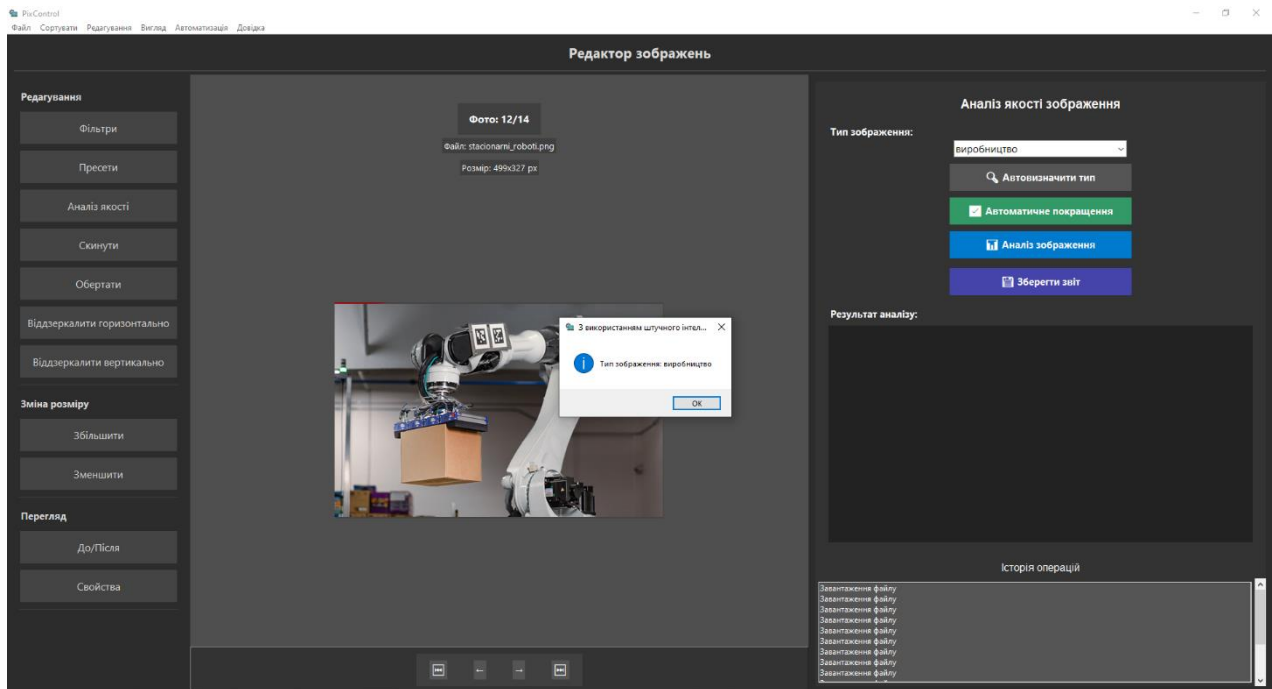 PixControl
Файл Сортувати Редагування Вигляд Автоматизація Довідка
Редактор зображень
Редагування
Фільтри
Пресети
Аналіз якості
Скинути
Обертати
Віддзеркалити горизонтально
Віддзеркалити вертикально
Зміна розміру
Збільшити
Зменшити
Перегляд
До/Після
Свойства
Фото: 12/14
Файл: stacionarni_roboti.png
Розмір: 499x327 px
З використанням штучного інтел...
Тип зображення: виробництво
OK
Аналіз якості зображення
Тип зображення:
виробництво
Автовизначити тип
Автоматичне покращення
Аналіз зображення
Зберегти звіт
Результат аналізу:
Історія операцій
Завантаження файлу
Завантаження файлу
Завантаження файлу
Завантаження файлу
Завантаження файлу
Завантаження файлу
Завантаження файлу
Завантаження файлу
Завантаження файлу